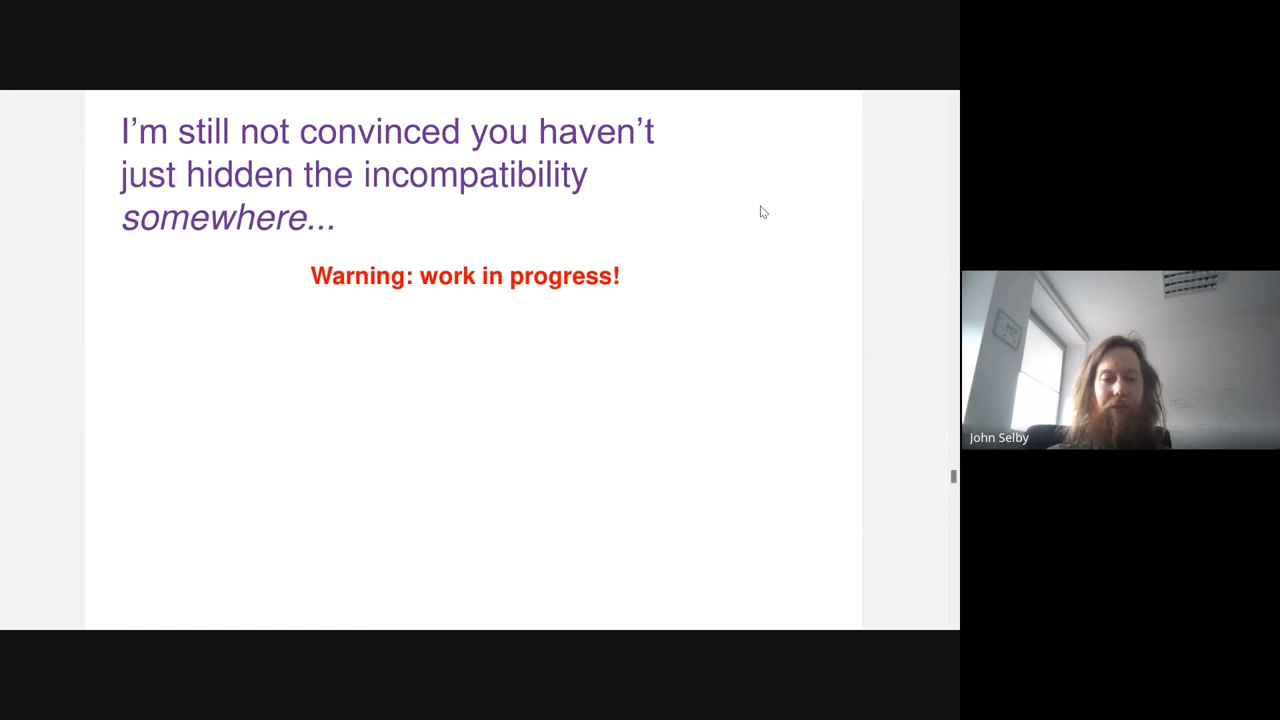 I'm still not convinced you haven't
just hidden the incompatibility
somewhere...
Warning: work in progress!
John Selby